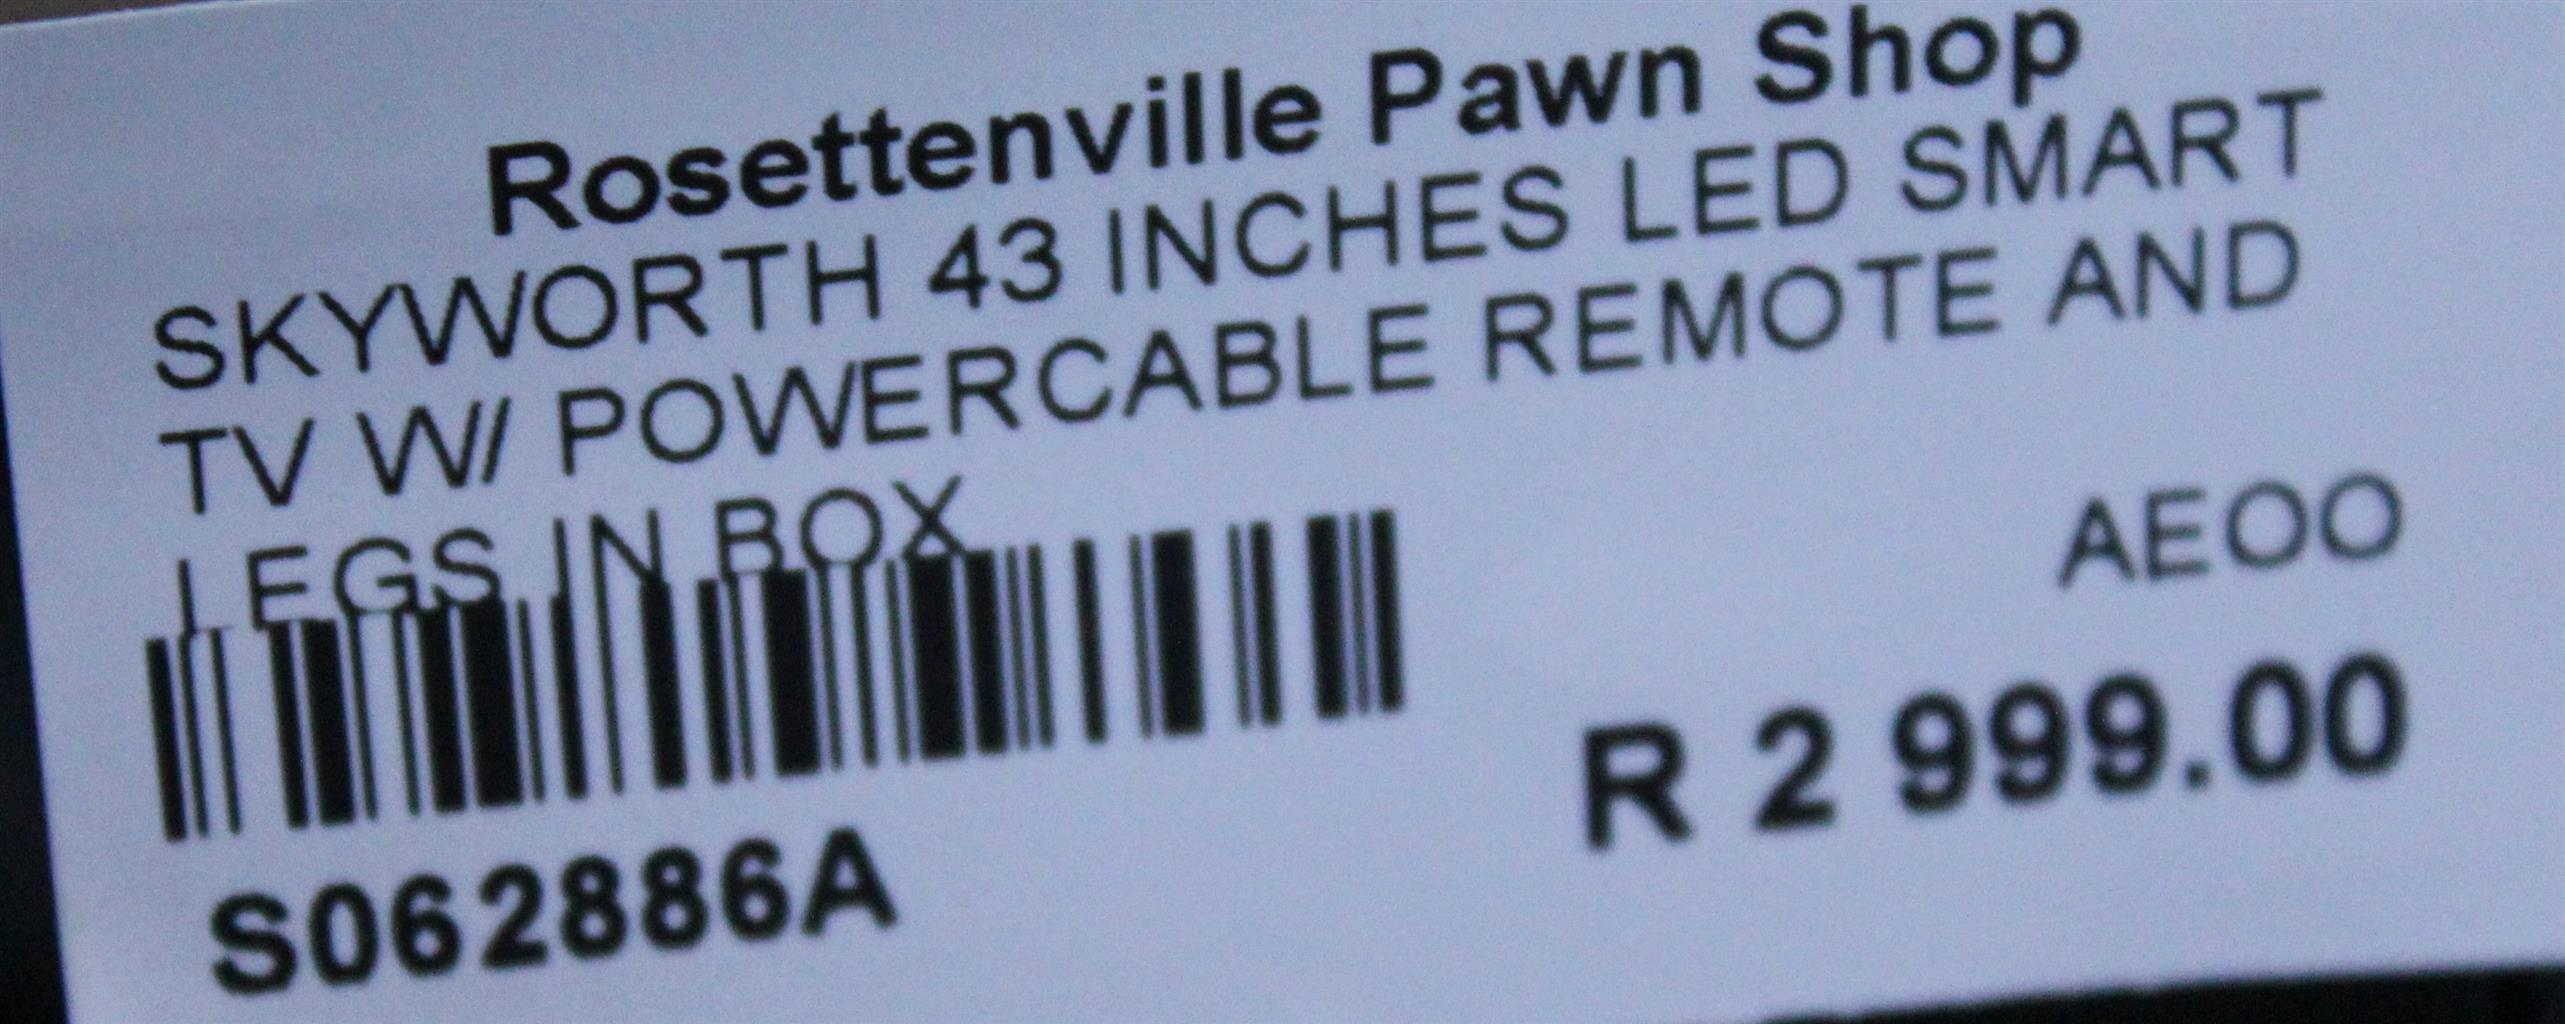 Rosettenville Pawn Shop
SKYWORTH 43 INCHES LED SMART
TV W/ POWERCABLE REMOTE AND
LEGS IN BOX
AEOO
R 2 999.00
S062886A